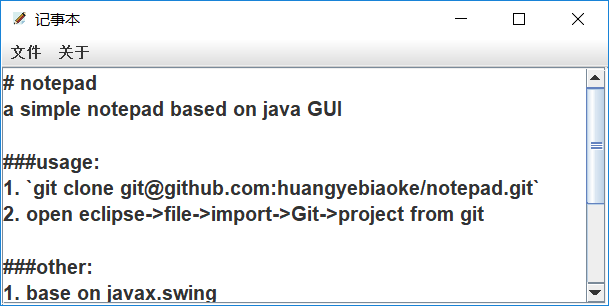 记事本
文件 关于
# notepad
a simple notepad based on java GUI
###usage:
1. `git clone git@github.com:huangyebiaoke/notepad.git`
2. open eclipse->file->import->Git->project from git
###other:
1. base on javax.swing